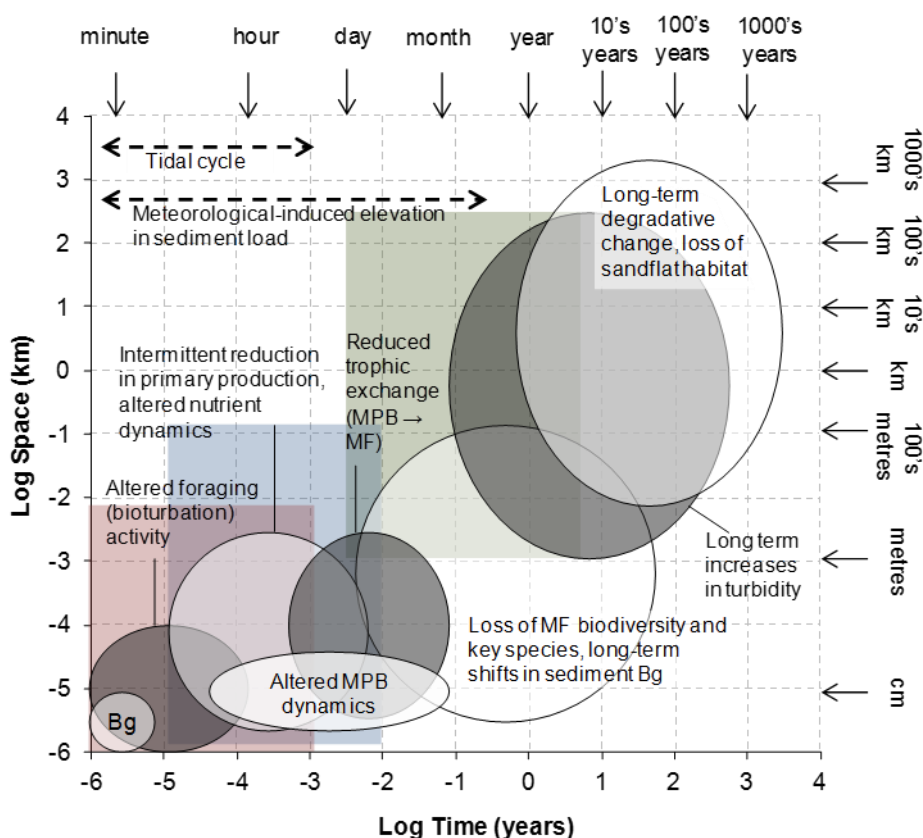 minute hour day month year 10's years 100's years 1000's years
4
3
2
1
0
-1
-2
-3
-4
-5
-6
Log Space (km)
Tidal cycle
Meteorological-induced elevation
in sediment load
Long-term
degradative
change, loss of
sandflat habitat
Intermittent reduction
in primary production,
altered nutrient
dynamics
Reduced
trophic
exchange
(MPB →
MF)
Altered foraging
(bioturbation)
activity
Long term
increases
in turbidity
Loss of MF biodiversity and
key species, long-term
shifts in sediment Bg
Altered MPB
dynamics
Bg
1000's
km
100's
km
10's
km
km
100's
metres
metres
cm
-6 -5 -4 -3 -2 -1 0 1 2 3 4
Log Time (years)